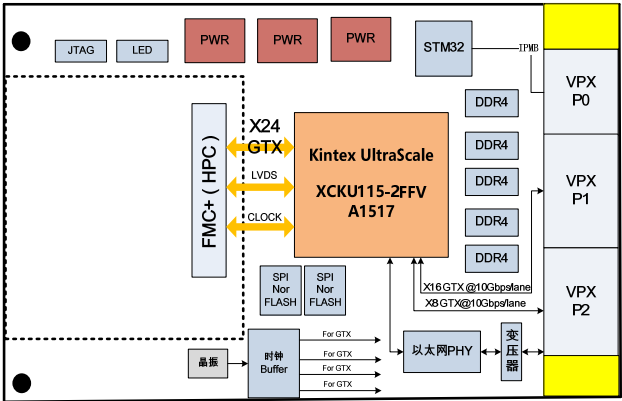 JTAG
LED
PWR
PWR
PWR
STM32
IPMB
VPX
P0
DDR4
DDR4
DDR4
DDR4
DDR4
VPX
P1
VPX
P2
FMC+（HPC）
X24
GTX
LVDS
CLOCK
Kintex UltraScale
XCKU115-2FFV
A1517
SPI
Nor
FLASH
SPI
Nor
FLASH
X16 GTX@10Gbps/lane
X8 GTX@10Gbps/lane
晶振
时钟
Buffer
For GTX
For GTX
For GTX
For GTX
以太网PHY
变
压
器